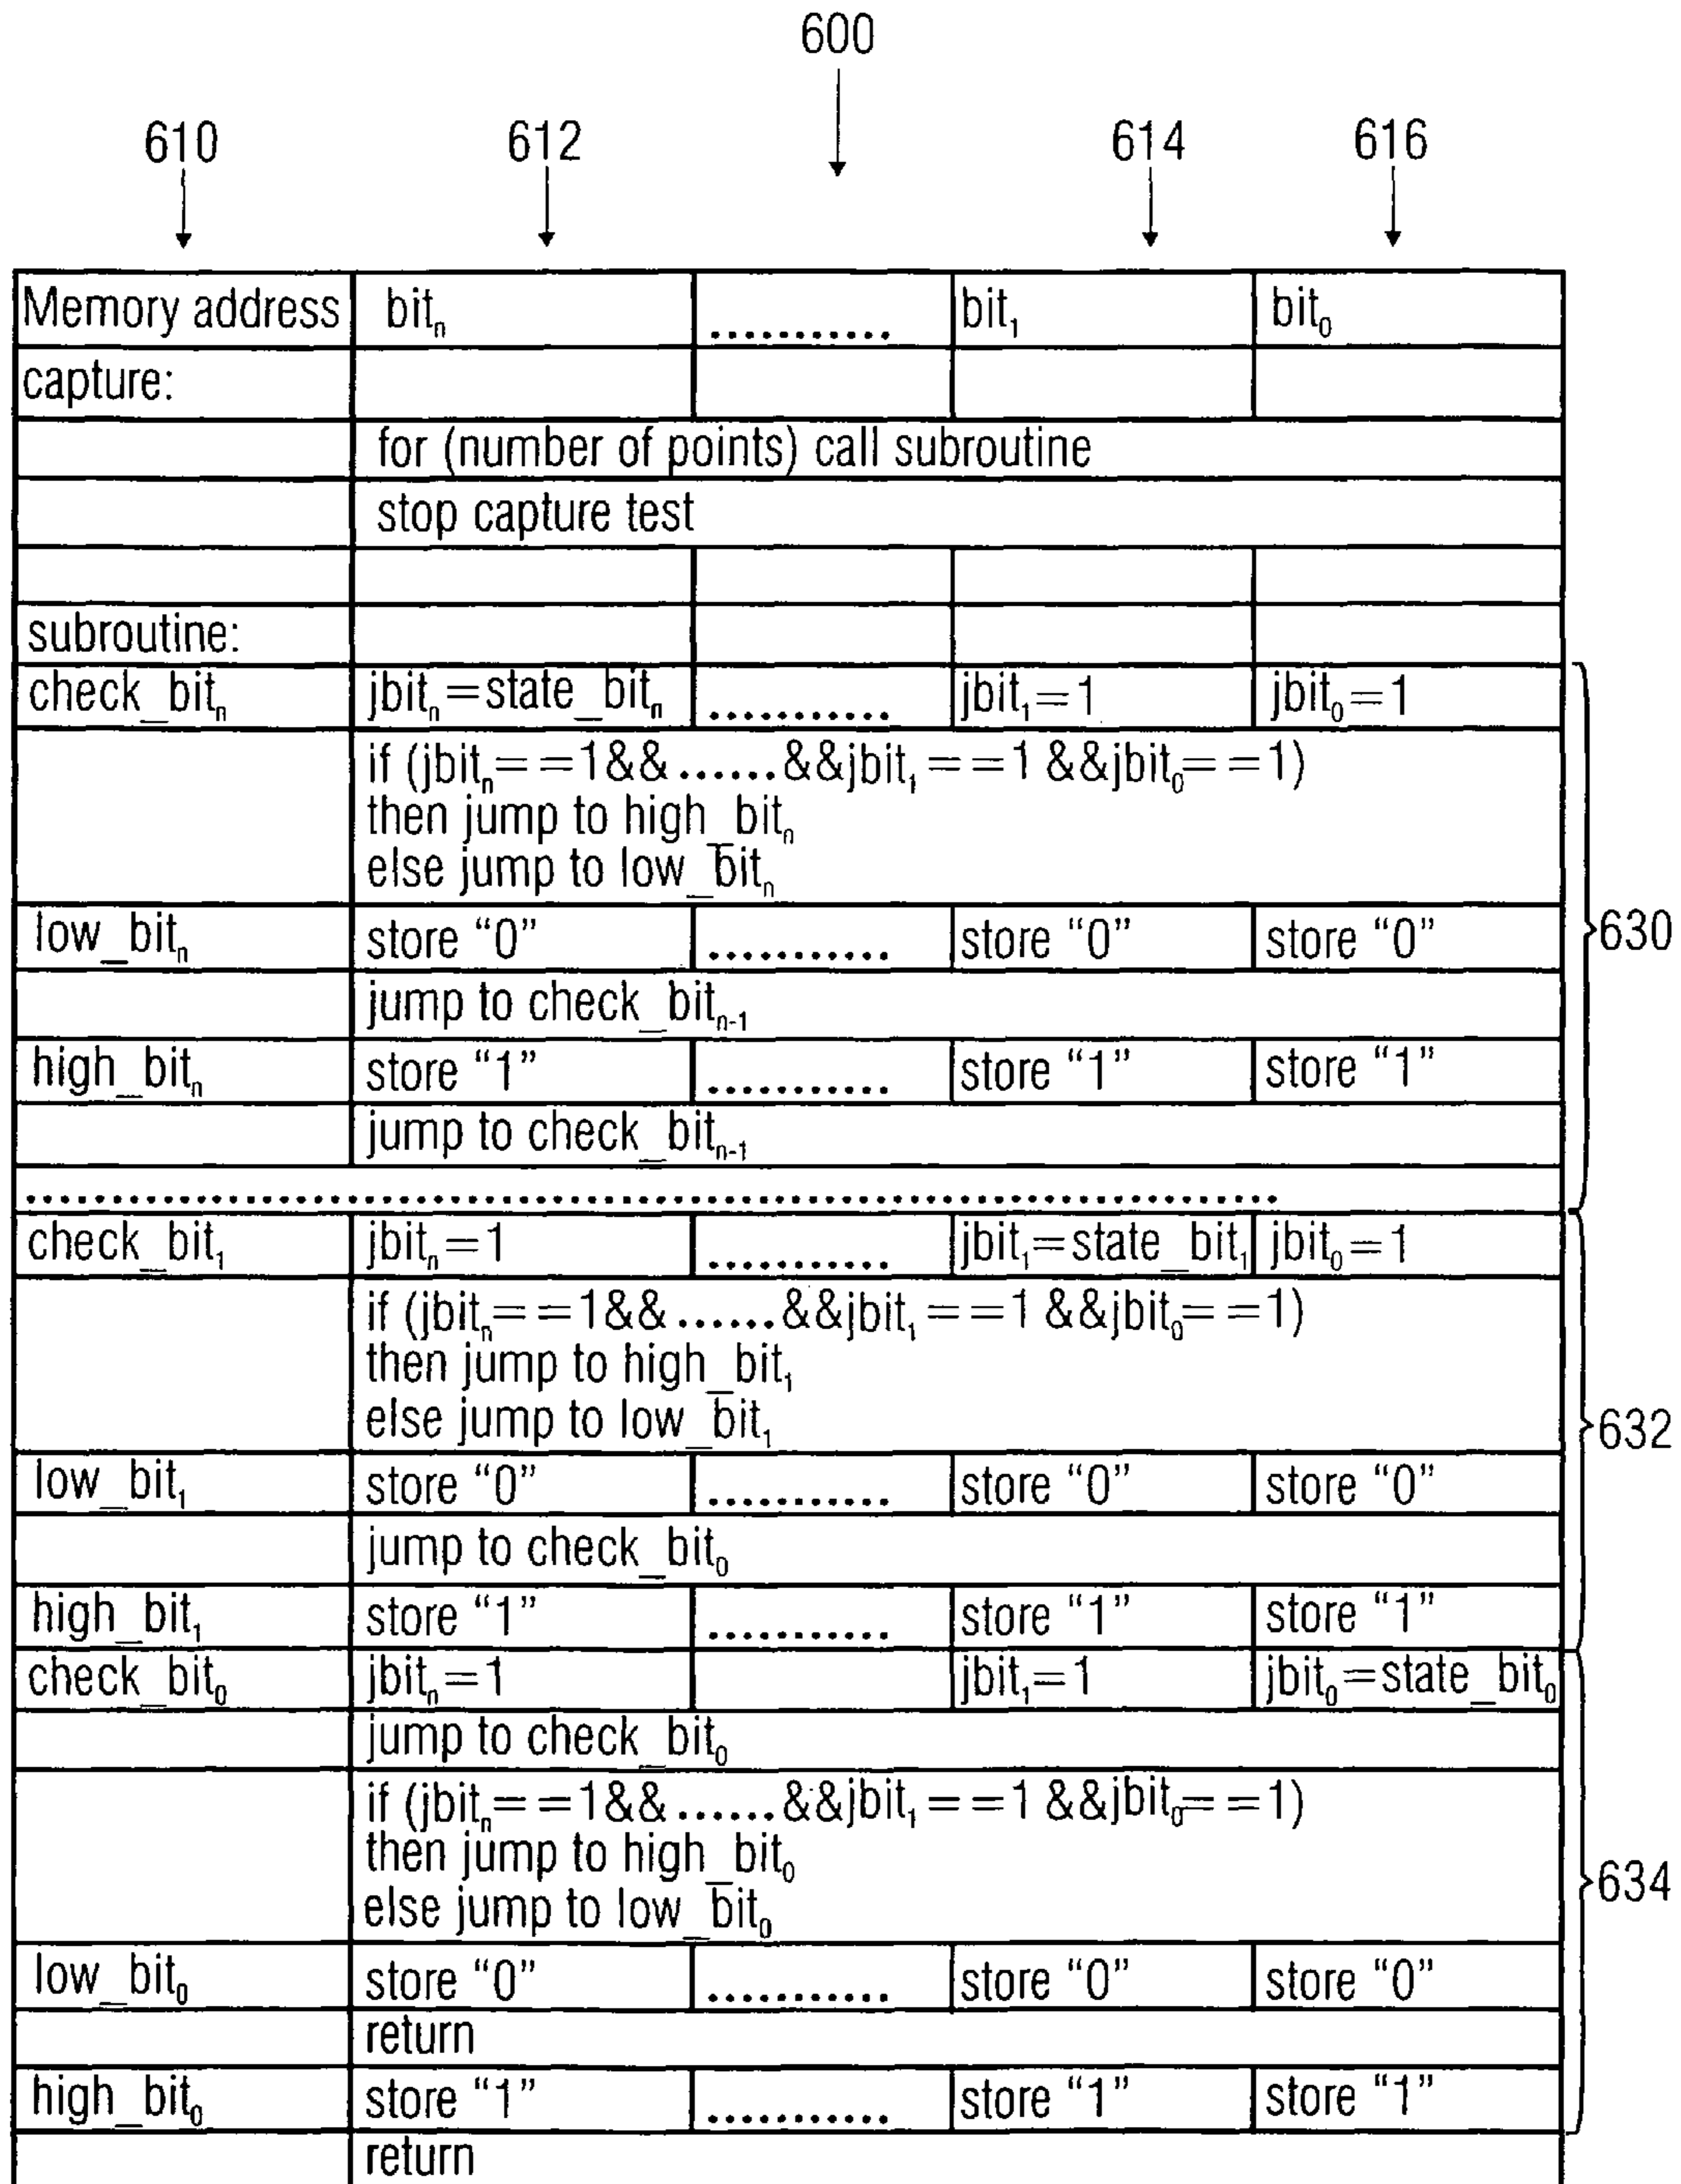 600
610 612 614 616
Memory address bitₙ ........... bit₁ bit₀
capture:
for (number of points) call subroutine
stop capture test
subroutine:
check_bitₙ jbitₙ=state_bitₙ ........... jbit₁=1 jbit₀=1
if (jbitₙ==1&&......&&jbit₁==1 &&jbit₀==1)
then jump to high_bitₙ
else jump to low_bitₙ
630
low_bitₙ store “0” ........... store “0” store “0”
jump to check_bitₙ₋₁
high_bitₙ store “1” ........... store “1” store “1”
jump to check_bitₙ₋₁
........................................................................
check_bit₁ jbitₙ=1 ........... jbit₁=state_bit₁ jbit₀=1
if (jbitₙ==1&&......&&jbit₁==1 &&jbit₀==1)
then jump to high_bit₁
else jump to low_bit₁
632
low_bit₁ store “0” ........... store “0” store “0”
jump to check_bit₀
high_bit₁ store “1” ........... store “1” store “1”
check_bit₀ jbitₙ=1 jbit₁=1 jbit₀=state_bit₀
jump to check_bit₀
if (jbitₙ==1&&......&&jbit₁==1 &&jbit₀==1)
then jump to high_bit₀
else jump to low_bit₀
634
low_bit₀ store “0” ........... store “0” store “0”
return
high_bit₀ store “1” ........... store “1” store “1”
return